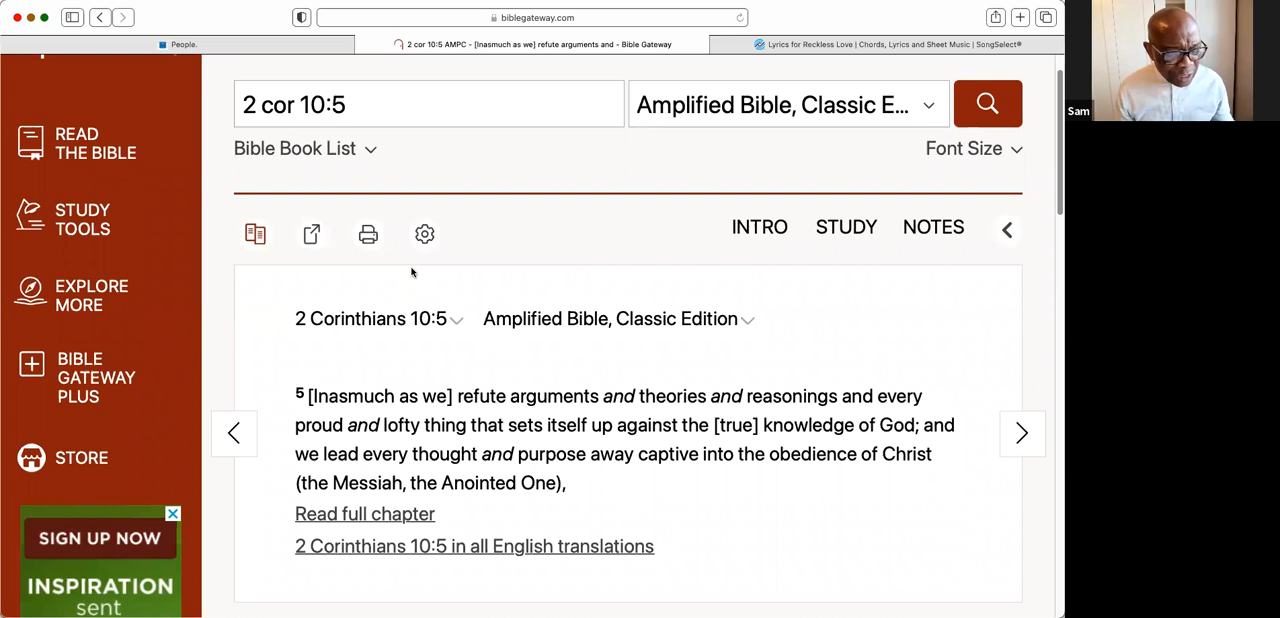 biblegateway.com
People.
2 cor 10:5 AMPC - [Inasmuch as we] refute arguments and - Bible Gateway
Lyrics for Reckless Love | Chords, Lyrics and Sheet Music | SongSelect®
Sam
READ
THE BIBLE
STUDY
TOOLS
EXPLORE
MORE
BIBLE
GATEWAY
PLUS
STORE
SIGN UP NOW
INSPIRATION
sent
2 cor 10:5
Amplified Bible, Classic E...
Bible Book List
Font Size
INTRO STUDY NOTES
2 Corinthians 10:5 Amplified Bible, Classic Edition
5 [Inasmuch as we] refute arguments and theories and reasonings and every
proud and lofty thing that sets itself up against the [true] knowledge of God; and
we lead every thought and purpose away captive into the obedience of Christ
(the Messiah, the Anointed One),
Read full chapter
2 Corinthians 10:5 in all English translations